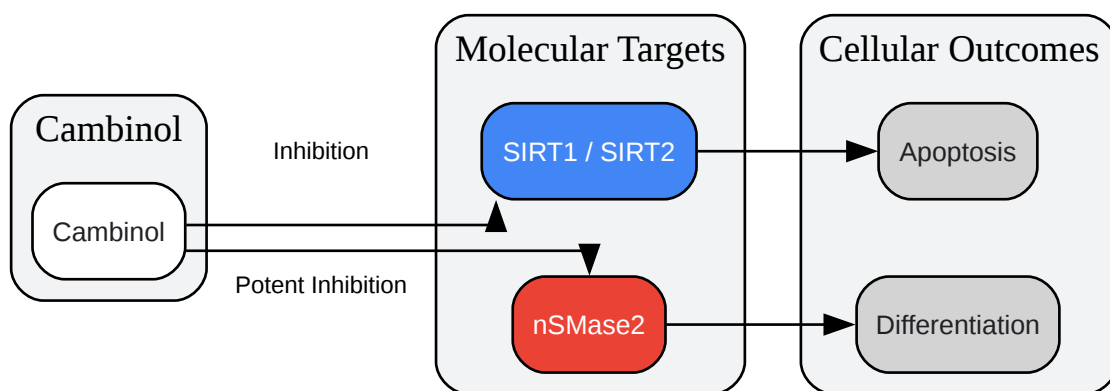 Cambinol
Cambinol
Inhibition
Potent Inhibition
Molecular Targets
SIRT1 / SIRT2
nSMase2
Cellular Outcomes
Apoptosis
Differentiation